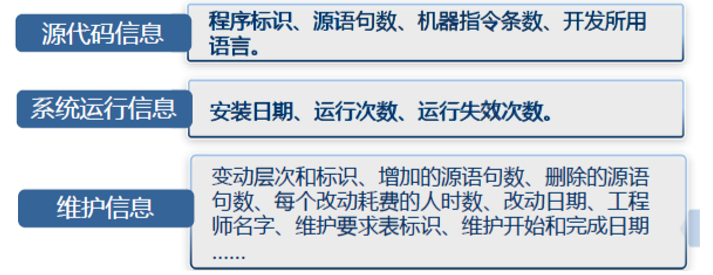 源代码信息
程序标识、源语句数、机器指令条数、开发所用
语言。
系统运行信息
安装日期、运行次数、运行失效次数。
维护信息
变动层次和标识、增加的源语句数、删除的源语
句数、每个改动耗费的人时数、改动日期、工程
师名字、维护要求表标识、维护开始和完成日期
……